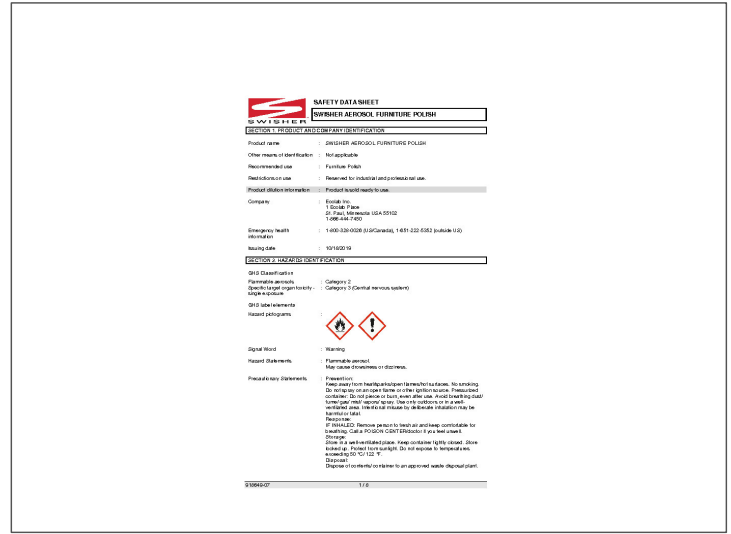 SAFETY DATA SHEET
SWISHER
SWISHER AEROSOL FURNITURE POLISH
SECTION 1. PRODUCT AND COMPANY IDENTIFICATION
Product name : SWISHER AEROSOL FURNITURE POLISH
Other means of identification : Not applicable
Recommended use : Furniture Polish
Restrictions on use : Reserved for industrial and professional use.
Product dilution information : Product is sold ready to use.
Company : Ecolab Inc.
1 Ecolab Place
St. Paul, Minnesota USA 55102
1-866-444-7450
Emergency health : 1-800-328-0026 (US/Canada), 1-651-222-5352 (outside US)
information
Issuing date : 10/18/2019
SECTION 2. HAZARDS IDENTIFICATION
GHS Classification
Flammable aerosols : Category 2
Specific target organ toxicity - : Category 3 (Central nervous system)
single exposure
GHS label elements
Hazard pictograms :
Signal Word : Warning
Hazard Statements : Flammable aerosol.
May cause drowsiness or dizziness.
Precautionary Statements : Prevention:
Keep away from heat/sparks/open flames/hot surfaces. No smoking.
Do not spray on an open flame or other ignition source. Pressurized
container: Do not pierce or burn, even after use. Avoid breathing dust/
fume/ gas/ mist/ vapors/ spray. Use only outdoors or in a well-
ventilated area. Intentional misuse by deliberate inhalation may be
harmful or fatal.
Response:
IF INHALED: Remove person to fresh air and keep comfortable for
breathing. Call a POISON CENTER/doctor if you feel unwell.
Storage:
Store in a well-ventilated place. Keep container tightly closed. Store
locked up. Protect from sunlight. Do not expose to temperatures
exceeding 50 °C/ 122 °F.
Disposal:
Dispose of contents/ container to an approved waste disposal plant.
918649-07 1 / 8